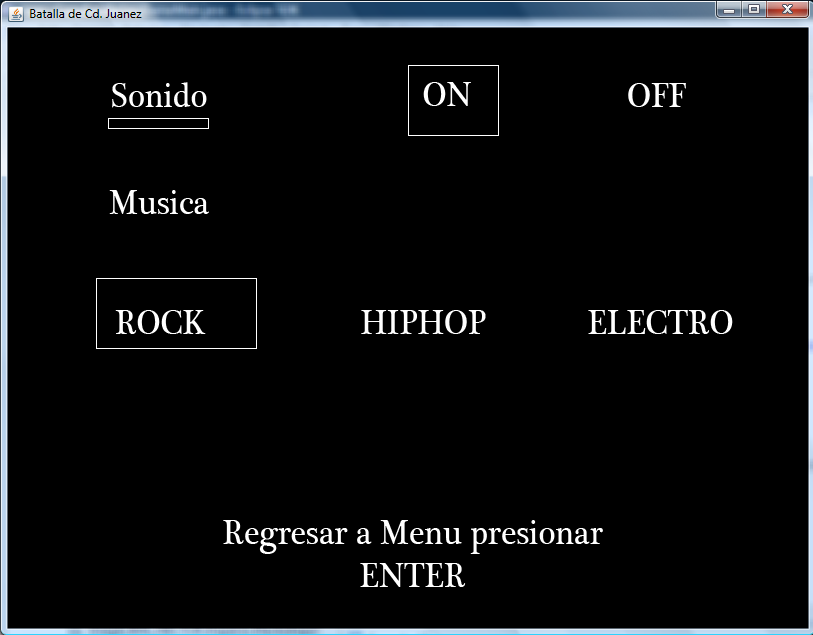 Batalla de Cd. Juanez
Sonido ON OFF
Musica
ROCK HIPHOP ELECTRO
Regresar a Menu presionar
ENTER